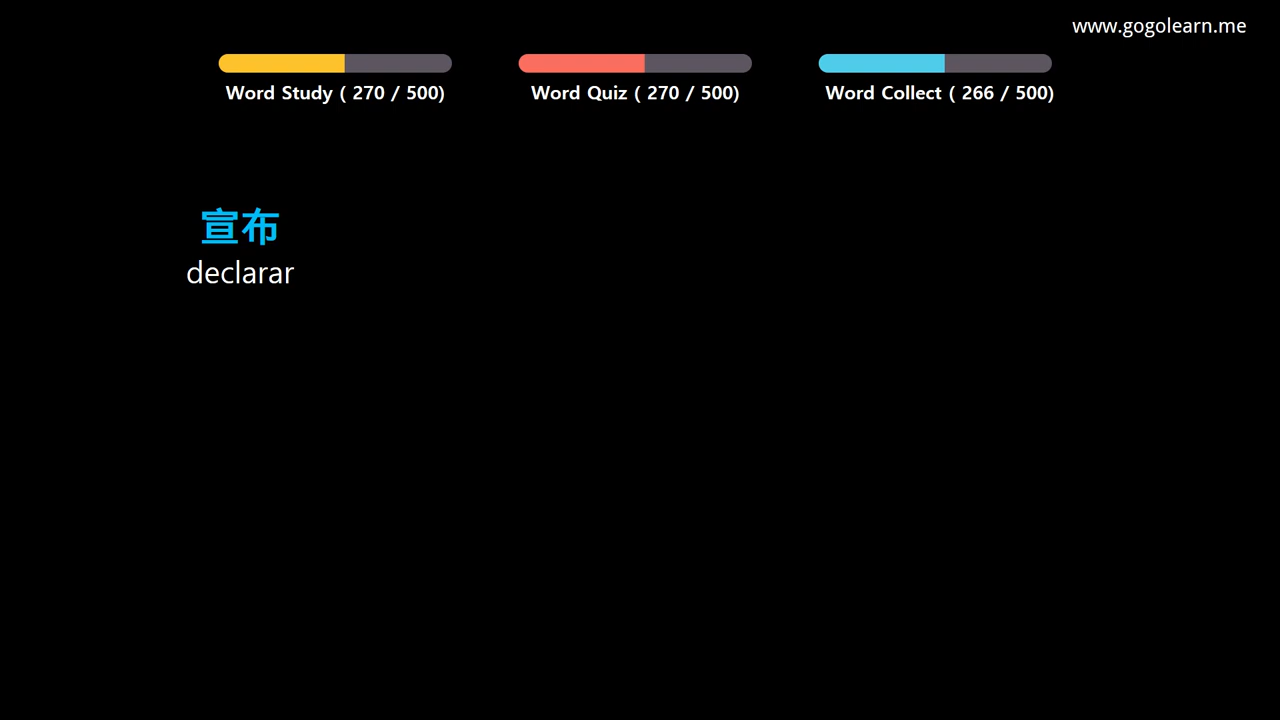 www.gogolearn.me
Word Study ( 270 / 500)
Word Quiz ( 270 / 500)
Word Collect ( 266 / 500)
宣布
declarar